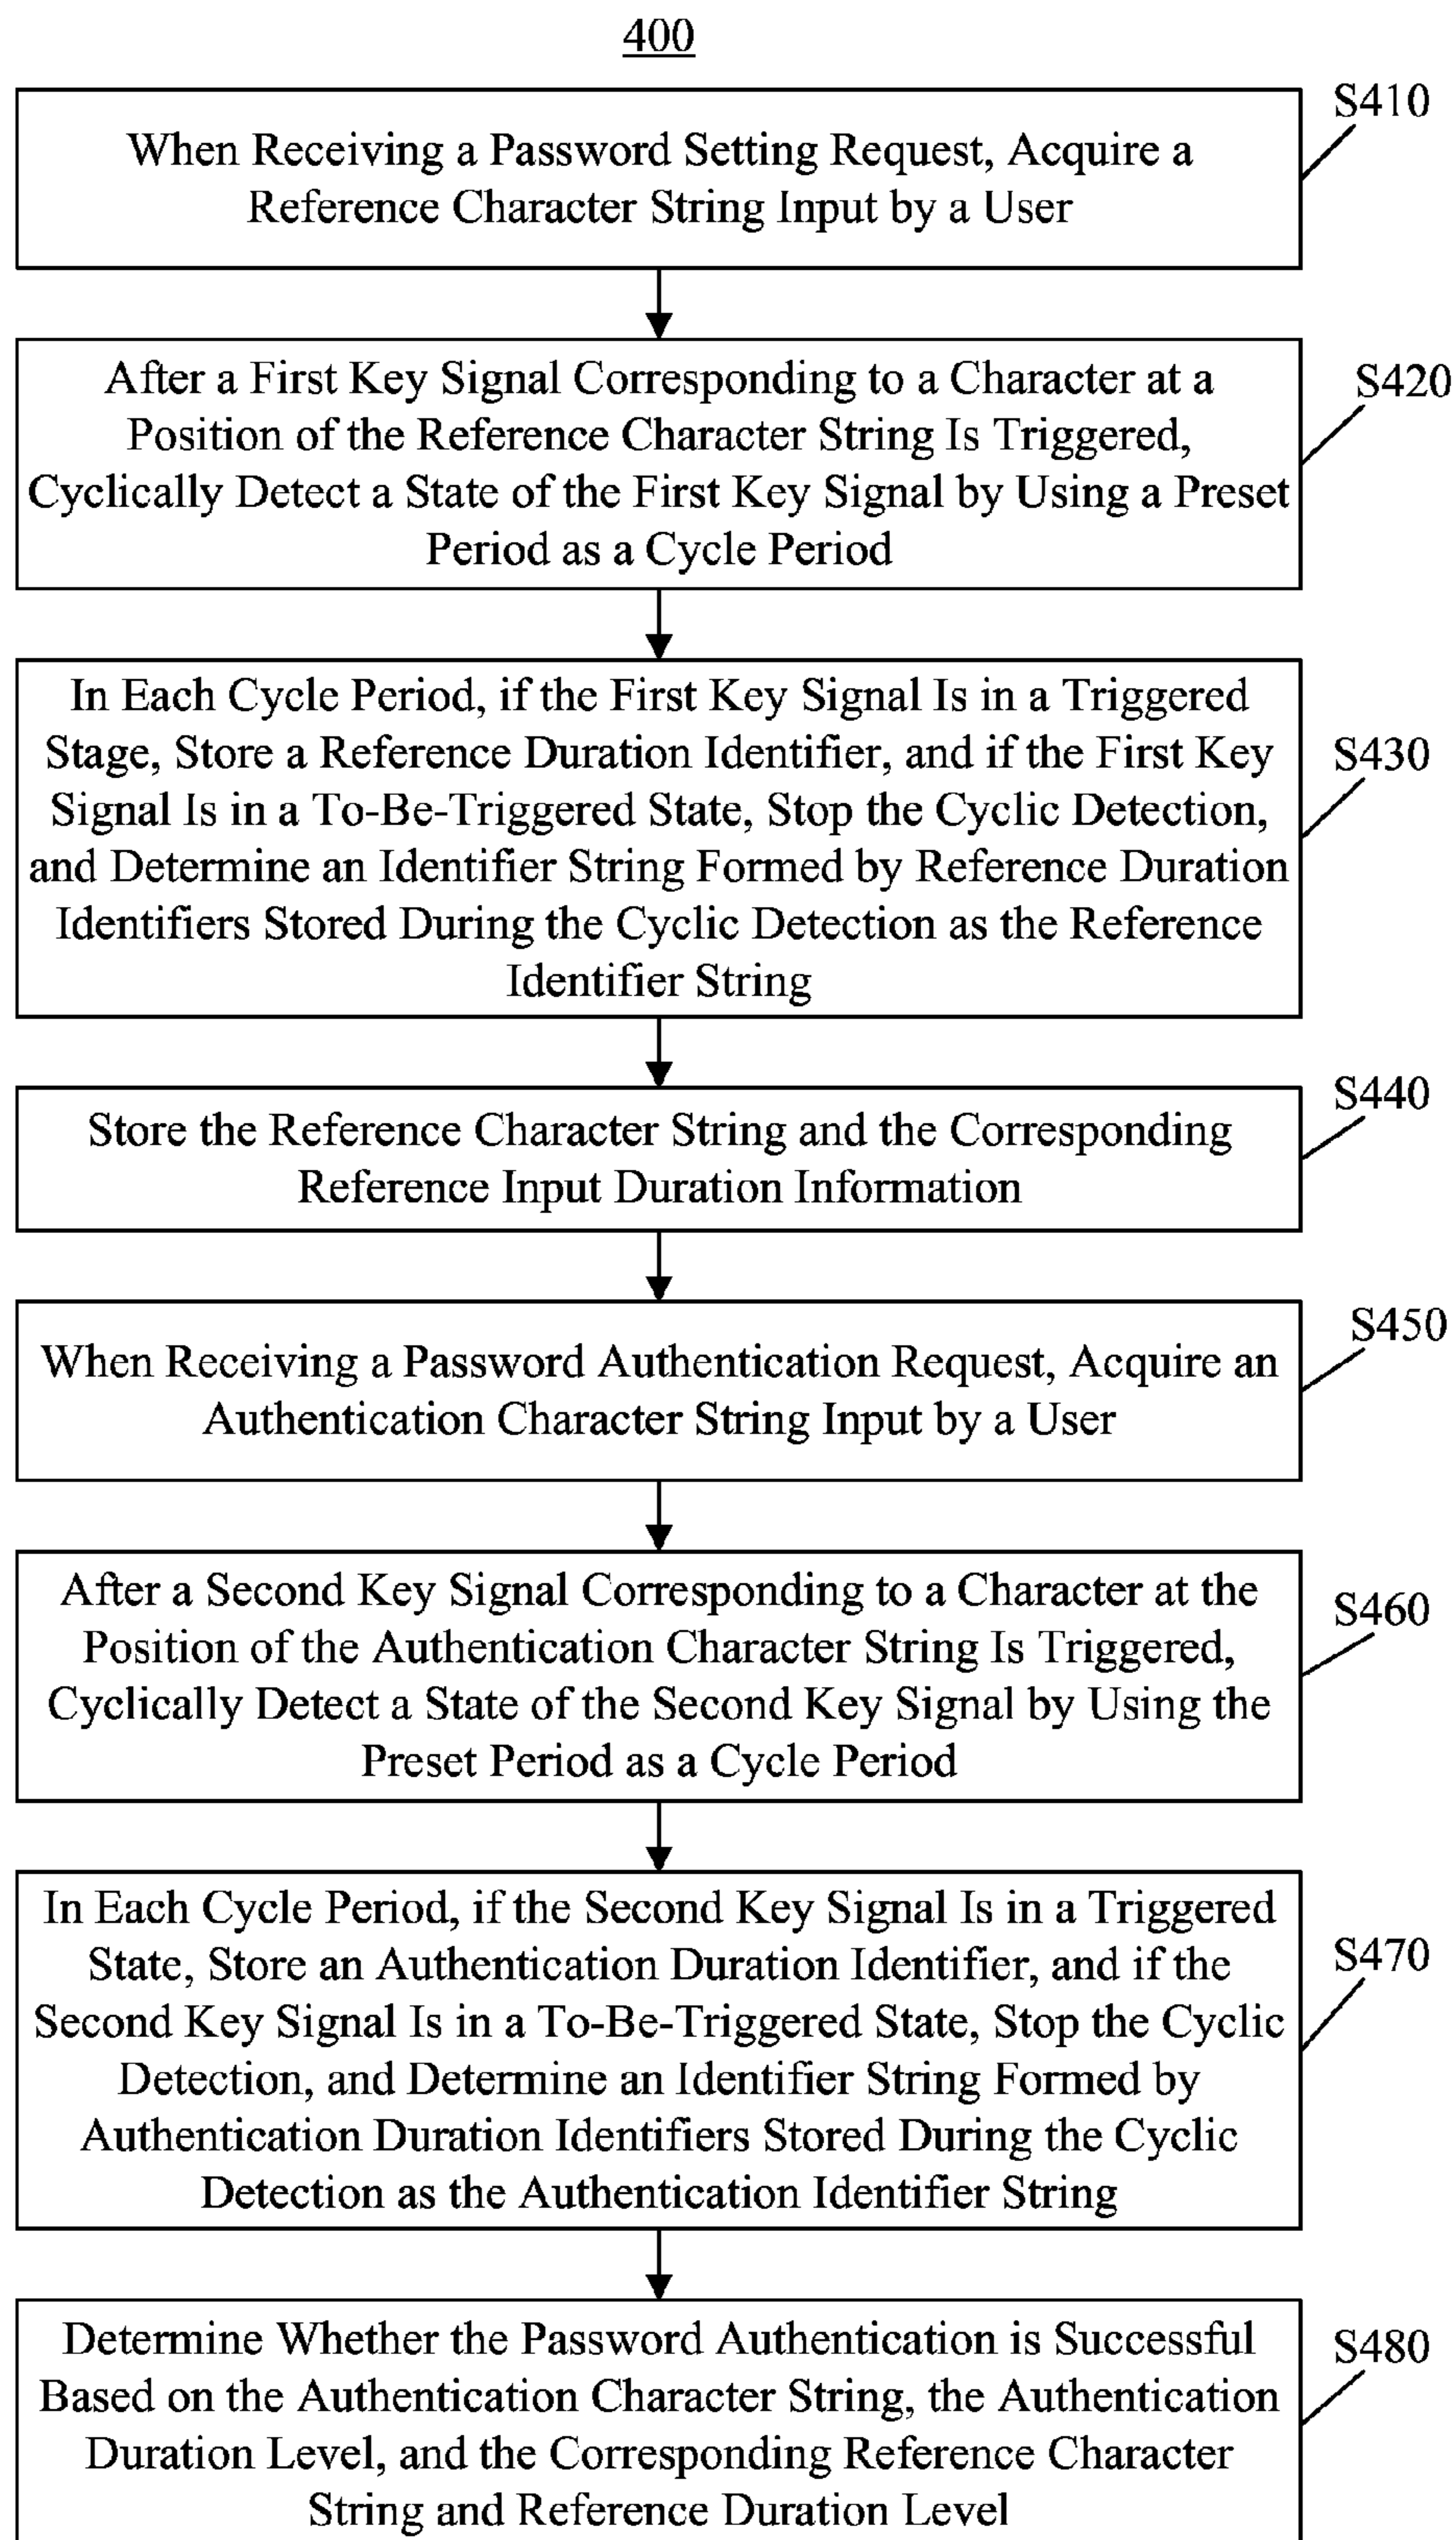 400
S410
When Receiving a Password Setting Request, Acquire a
Reference Character String Input by a User
S420
After a First Key Signal Corresponding to a Character at a
Position of the Reference Character String Is Triggered,
Cyclically Detect a State of the First Key Signal by Using a Preset
Period as a Cycle Period
S430
In Each Cycle Period, if the First Key Signal Is in a Triggered
Stage, Store a Reference Duration Identifier, and if the First Key
Signal Is in a To-Be-Triggered State, Stop the Cyclic Detection,
and Determine an Identifier String Formed by Reference Duration
Identifiers Stored During the Cyclic Detection as the Reference
Identifier String
S440
Store the Reference Character String and the Corresponding
Reference Input Duration Information
S450
When Receiving a Password Authentication Request, Acquire an
Authentication Character String Input by a User
S460
After a Second Key Signal Corresponding to a Character at the
Position of the Authentication Character String Is Triggered,
Cyclically Detect a State of the Second Key Signal by Using the
Preset Period as a Cycle Period
S470
In Each Cycle Period, if the Second Key Signal Is in a Triggered
State, Store an Authentication Duration Identifier, and if the
Second Key Signal Is in a To-Be-Triggered State, Stop the Cyclic
Detection, and Determine an Identifier String Formed by
Authentication Duration Identifiers Stored During the Cyclic
Detection as the Authentication Identifier String
S480
Determine Whether the Password Authentication is Successful
Based on the Authentication Character String, the Authentication
Duration Level, and the Corresponding Reference Character
String and Reference Duration Level